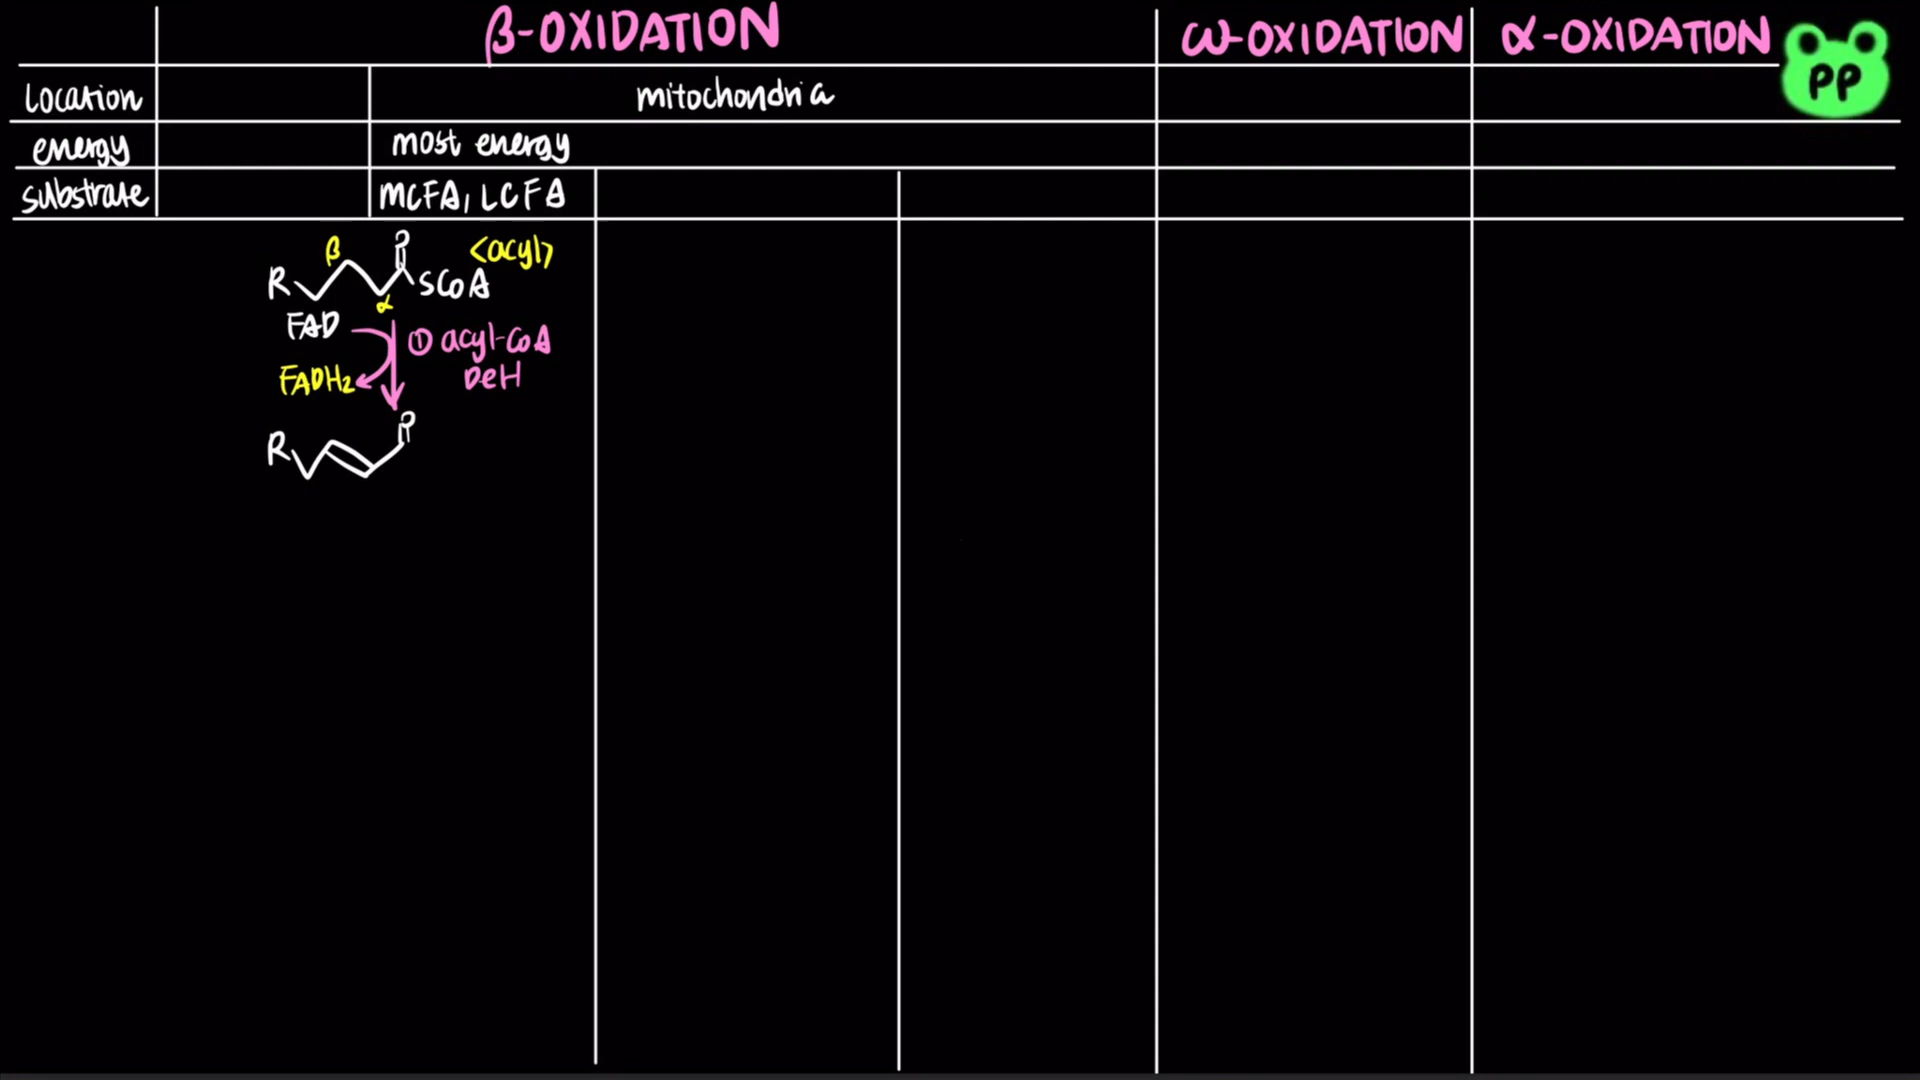 β-OXIDATION ω-OXIDATION α-OXIDATION PP
location mitochondria
energy most energy
substrate MCFA, LCFA
β O <acyl>
R SCoA
α
FAD ① acyl-CoA
FADH₂ DeH
O
R